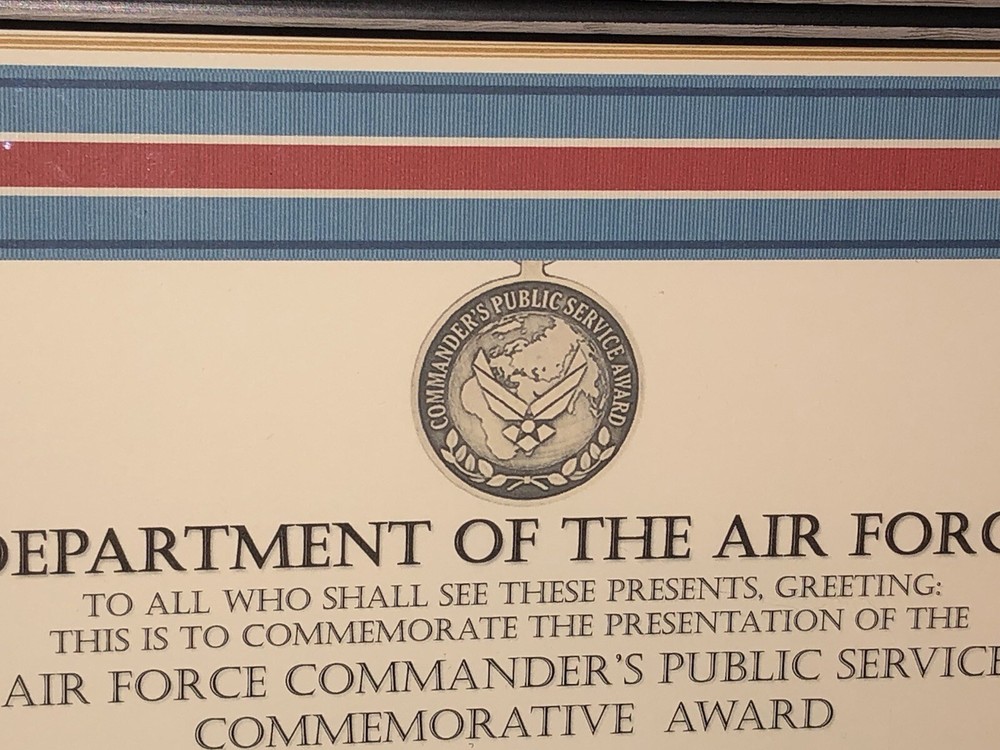 COMMANDER'S PUBLIC SERVICE AWARD
DEPARTMENT OF THE AIR FORC
TO ALL WHO SHALL SEE THESE PRESENTS, GREETING:
THIS IS TO COMMEMORATE THE PRESENTATION OF THE
AIR FORCE COMMANDER'S PUBLIC SERVICE
COMMEMORATIVE AWARD